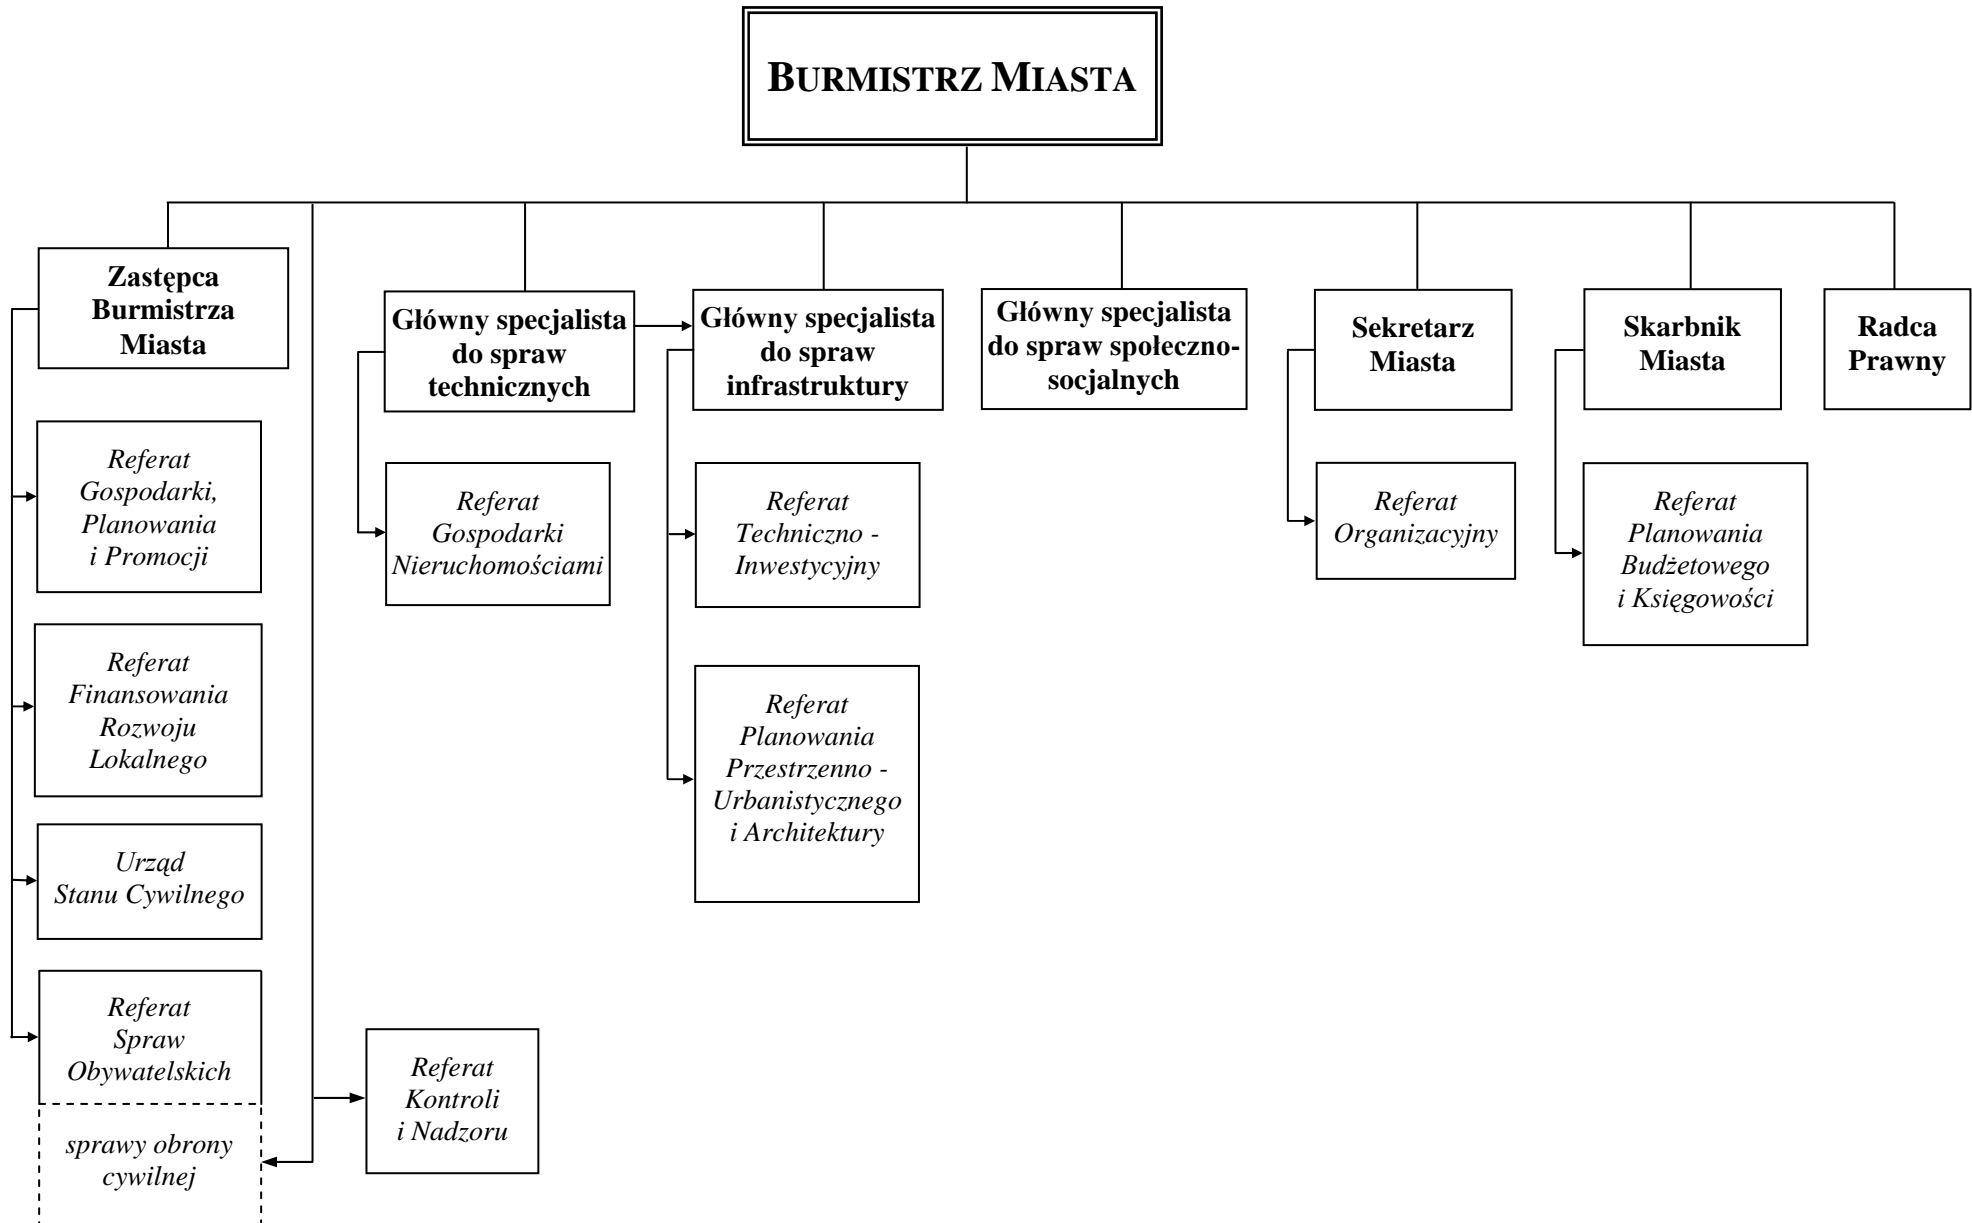 BURMISTRZ MIASTA
Zastępca
Burmistrza
Miasta
Główny specjalista
do spraw
technicznych
Główny specjalista
do spraw
infrastruktury
Główny specjalista
do spraw społeczno-
socjalnych
Sekretarz
Miasta
Skarbnik
Miasta
Radca
Prawny
Referat
Gospodarki,
Planowania
i Promocji
Referat
Gospodarki
Nieruchomościami
Referat
Techniczno -
Inwestycyjny
Referat
Organizacyjny
Referat
Planowania
Budżetowego
i Księgowości
Referat
Finansowania
Rozwoju
Lokalnego
Referat
Planowania
Przestrzenno -
Urbanistycznego
i Architektury
Urząd
Stanu Cywilnego
Referat
Spraw
Obywatelskich
Referat
Kontroli
i Nadzoru
sprawy obrony
cywilnej